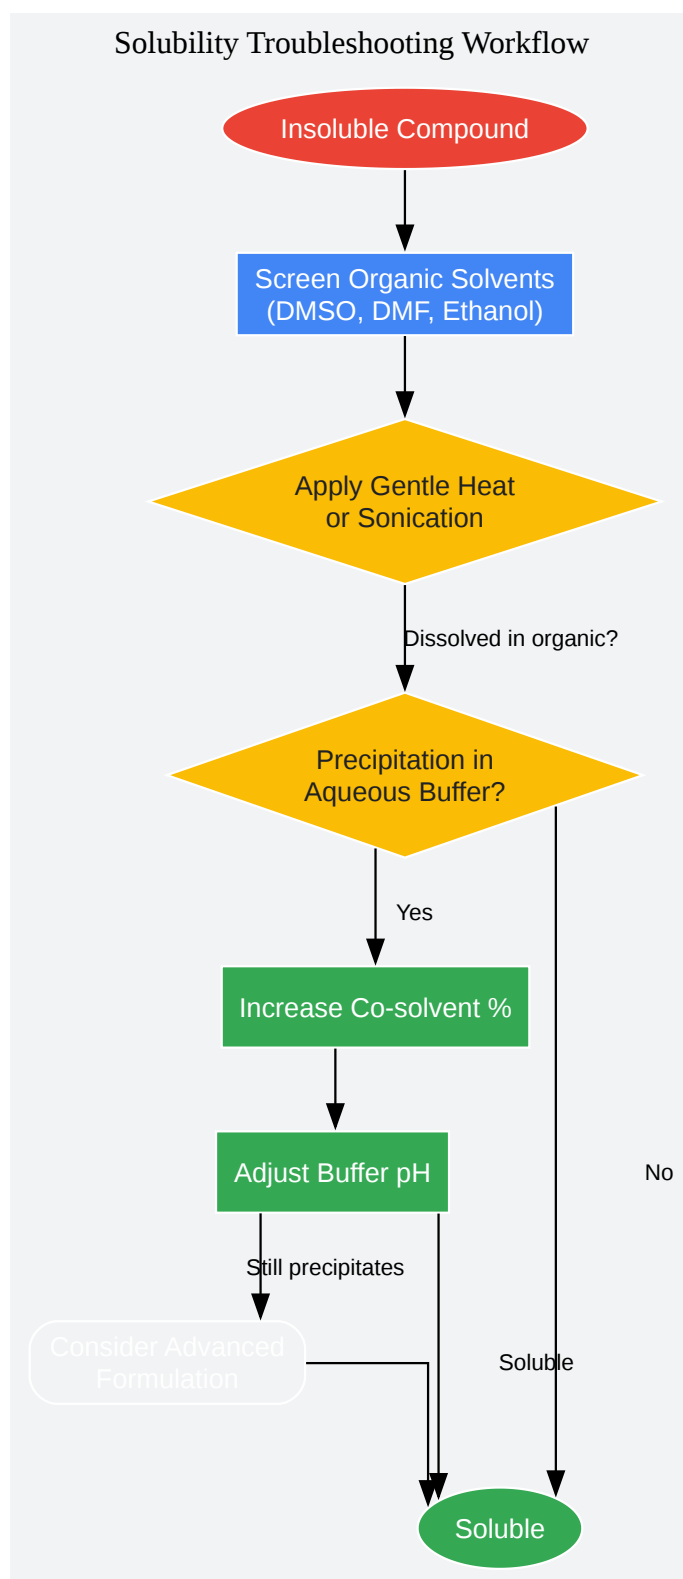 Solubility Troubleshooting Workflow
Insoluble Compound
Screen Organic Solvents
(DMSO, DMF, Ethanol)
Apply Gentle Heat
or Sonication
Dissolved in organic?
Precipitation in
Aqueous Buffer?
Yes
Increase Co-solvent %
Adjust Buffer pH
No
Still precipitates
Consider Advanced
Formulation
Soluble
Soluble